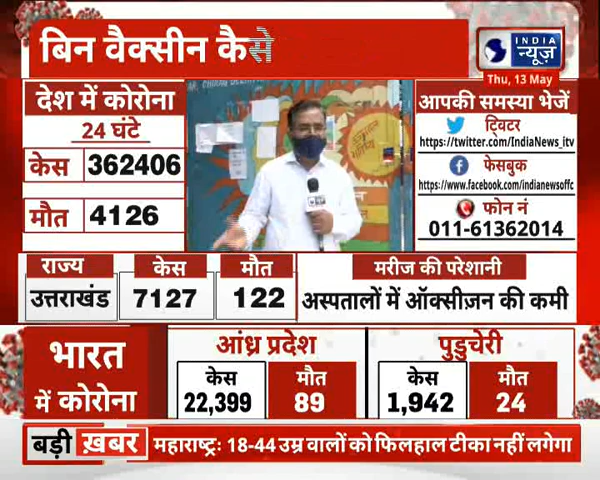 बिन वैक्सीन कैसे
INDIA
न्यूज़
Thu, 13 May
देश में कोरोना
24 घंटे
केस 362406
मौत 4126
आपकी समस्या भेजें
ट्विटर
https://twitter.com/IndiaNews_itv
फेसबुक
https://www.facebook.com/indianewsoffc
फोन नं
011-61362014
राज्य केस मौत
उत्तराखंड 7127 122
मरीज की परेशानी
अस्पतालों में ऑक्सीज़न की कमी
भारत
में कोरोना
आंध्र प्रदेश
केस मौत
22,399 89
पुडुचेरी
केस मौत
1,942 24
बड़ी ख़बर
महाराष्ट्रः 18-44 उम्र वालों को फिलहाल टीका नहीं लगेगा